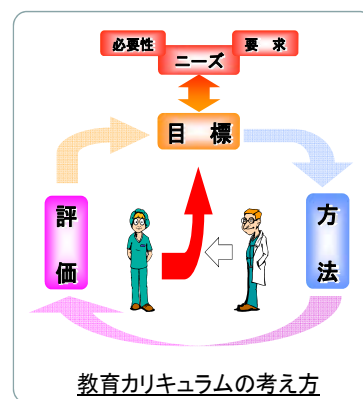 必要性
要 求
ニーズ
目 標
評 価
方 法
教育カリキュラムの考え方